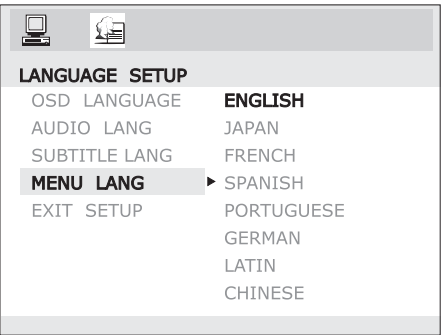 LANGUAGE SETUP
OSD LANGUAGE ENGLISH
AUDIO LANG JAPAN
SUBTITLE LANG FRENCH
MENU LANG SPANISH
EXIT SETUP PORTUGUESE
GERMAN
LATIN
CHINESE